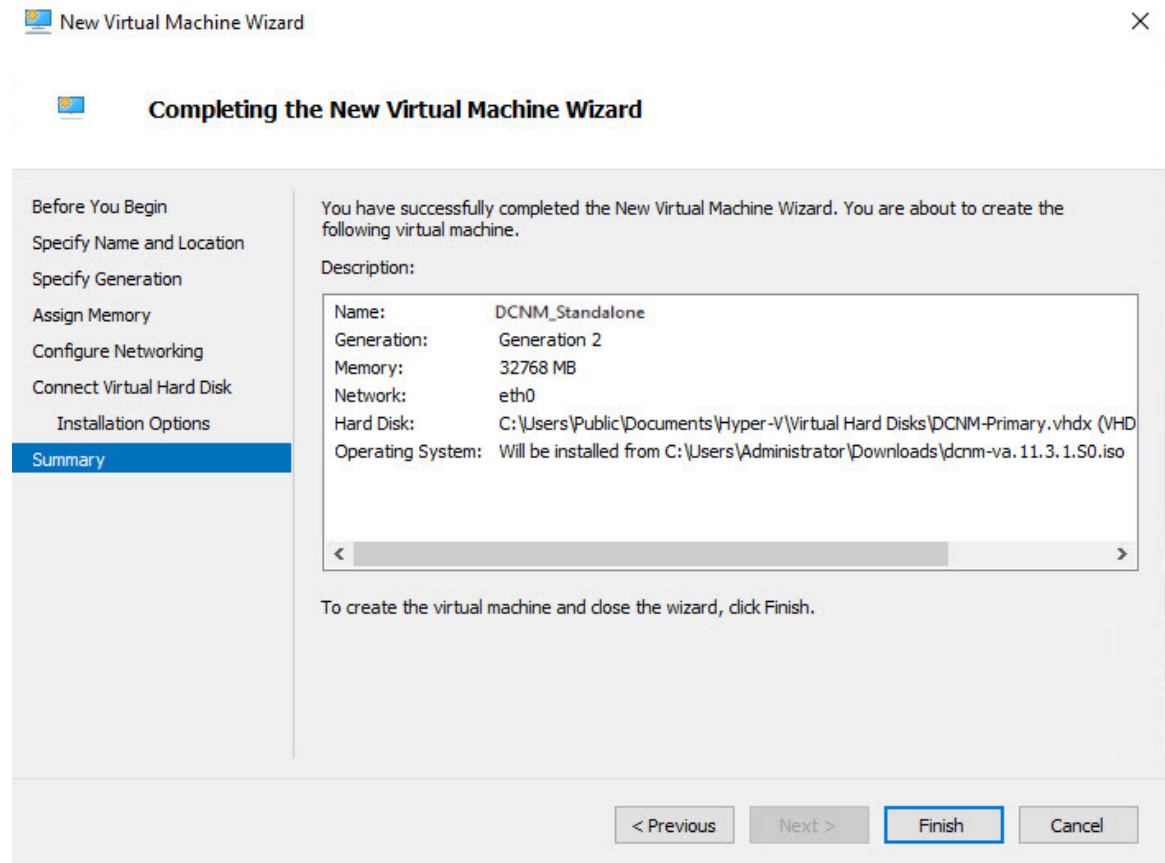 New Virtual Machine Wizard
Completing the New Virtual Machine Wizard
Before You Begin
Specify Name and Location
Specify Generation
Assign Memory
Configure Networking
Connect Virtual Hard Disk
Installation Options
Summary
You have successfully completed the New Virtual Machine Wizard. You are about to create the
following virtual machine.
Description:
Name: DCNM_Standalone
Generation: Generation 2
Memory: 32768 MB
Network: eth0
Hard Disk: C:\Users\Public\Documents\Hyper-V\Virtual Hard Disks\DCNM-Primary.vhdx (VHD
Operating System: Will be installed from C:\Users\Administrator\Downloads\dcnm-va.11.3.1.S0.iso
To create the virtual machine and close the wizard, click Finish.
< Previous Next > Finish Cancel